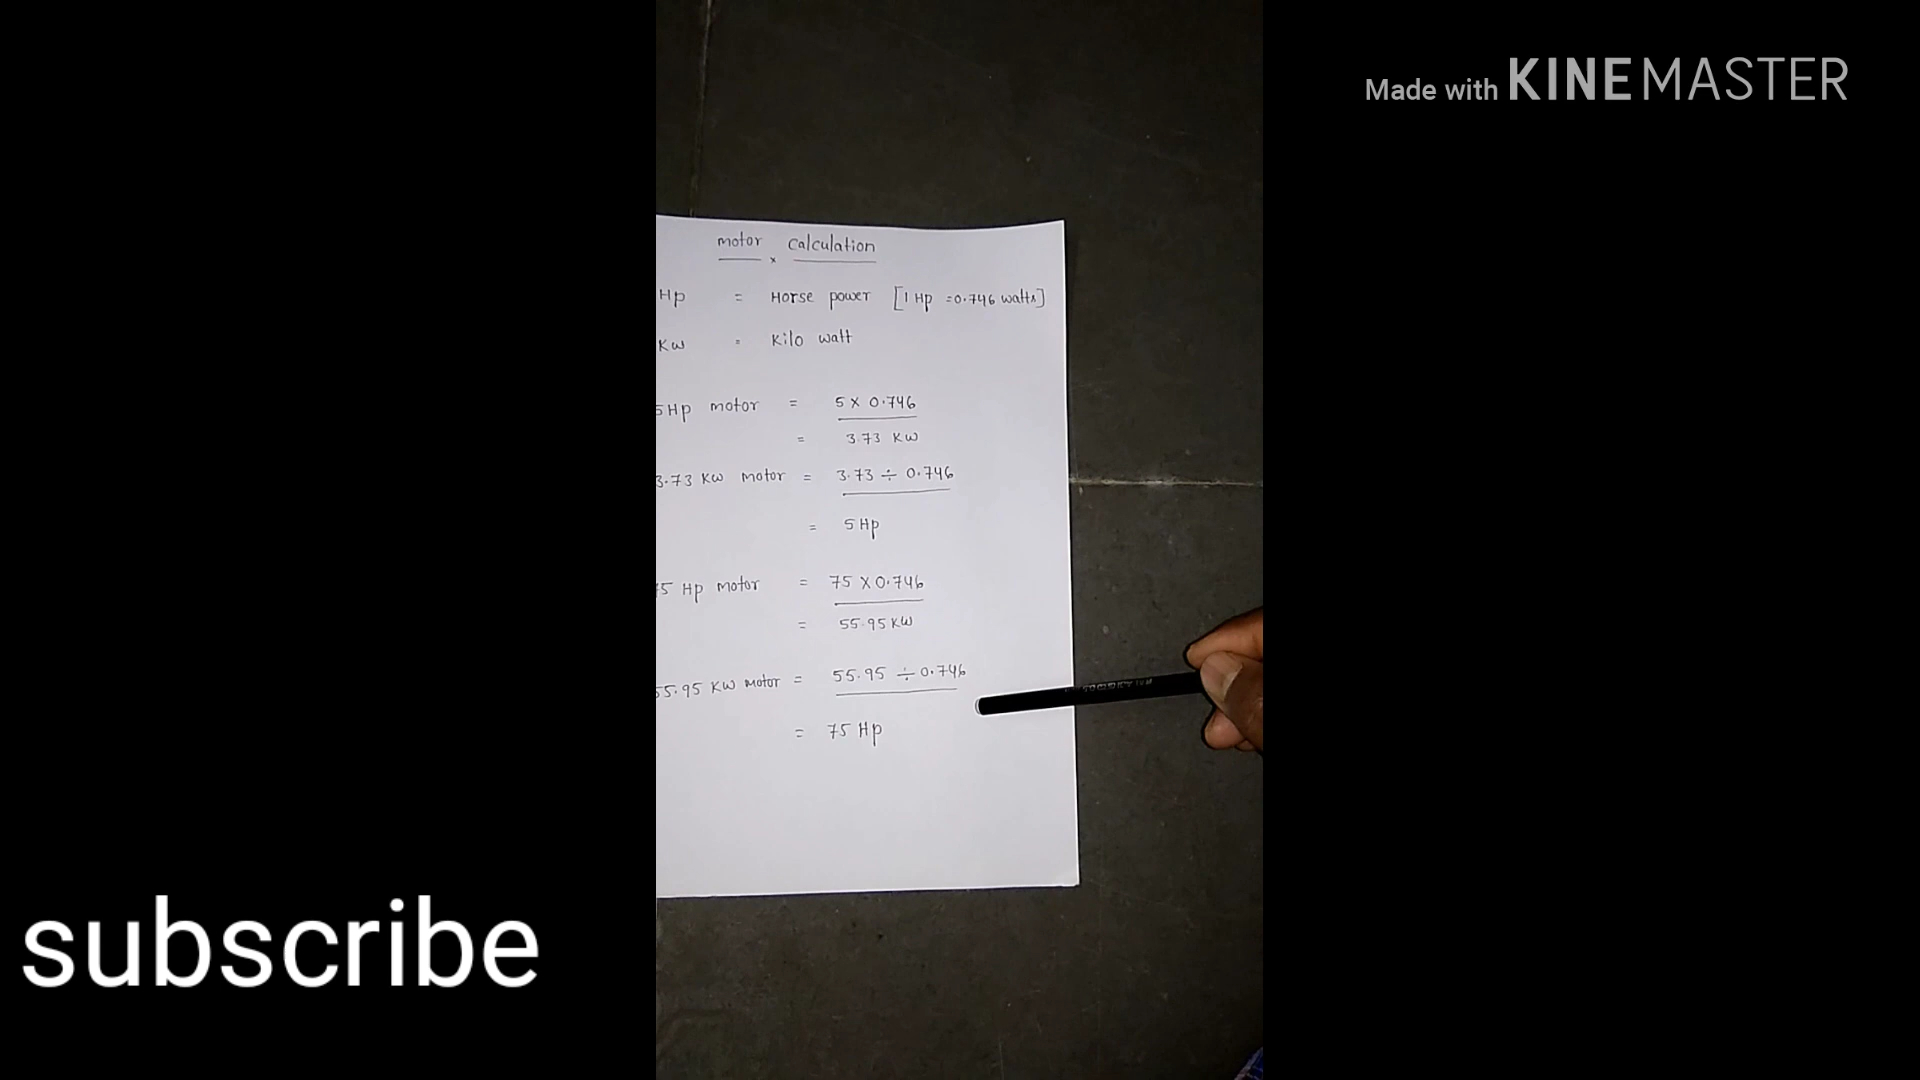 Made with KINEMASTER
motor x calculation
Hp = Horse power [1 Hp = 0.746 watts]
Kw = Kilo watt
5Hp motor = 5 x 0.746
= 3.73 Kw
3.73 Kw motor = 3.73 ÷ 0.746
= 5 Hp
5 Hp motor = 75 x 0.746
= 55.95 KW
55.95 KW motor = 55.95 ÷ 0.746
= 75 Hp
subscribe